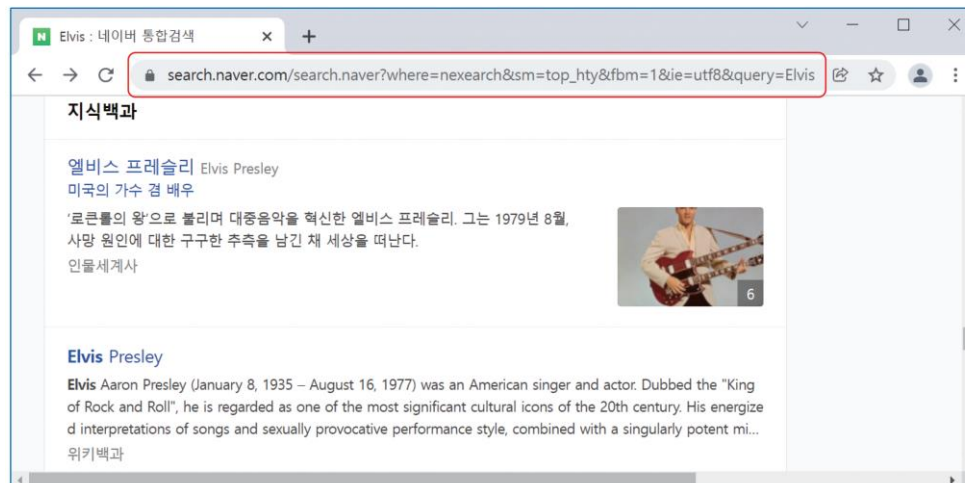 N Elvis : 네이버 통합검색
search.naver.com/search.naver?where=nexearch&sm=top_hty&fbm=1&ie=utf8&query=Elvis
지식백과
엘비스 프레슬리 Elvis Presley
미국의 가수 겸 배우
'로큰롤의 왕'으로 불리며 대중음악을 혁신한 엘비스 프레슬리. 그는 1979년 8월,
사망 원인에 대한 구구한 추측을 남긴 채 세상을 떠난다.
인물세계사
6
Elvis Presley
Elvis Aaron Presley (January 8, 1935 – August 16, 1977) was an American singer and actor. Dubbed the "King
of Rock and Roll", he is regarded as one of the most significant cultural icons of the 20th century. His energize
d interpretations of songs and sexually provocative performance style, combined with a singularly potent mi...
위키백과